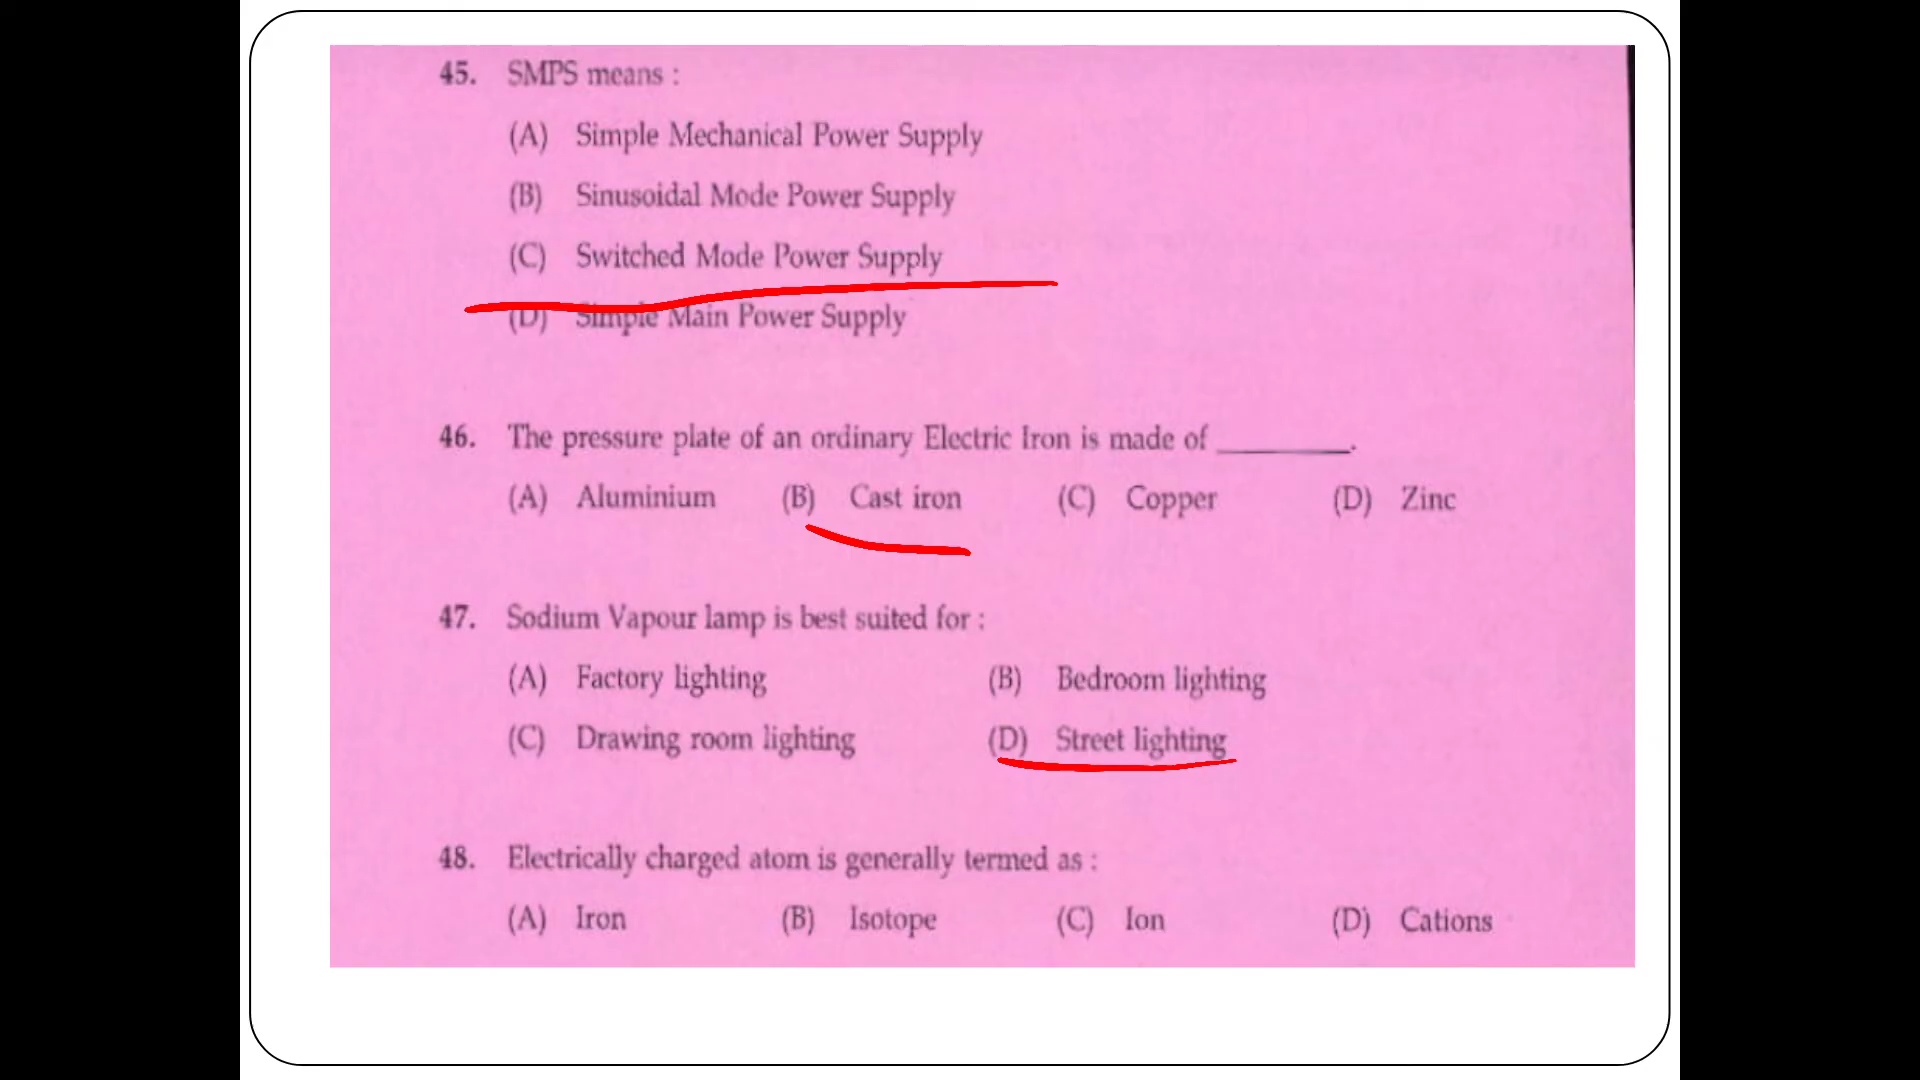 45. SMPS means :
(A) Simple Mechanical Power Supply
(B) Sinusoidal Mode Power Supply
(C) Switched Mode Power Supply
(D) Simple Main Power Supply
46. The pressure plate of an ordinary Electric Iron is made of ________.
(A) Aluminium (B) Cast iron (C) Copper (D) Zinc
47. Sodium Vapour lamp is best suited for :
(A) Factory lighting (B) Bedroom lighting
(C) Drawing room lighting (D) Street lighting
48. Electrically charged atom is generally termed as :
(A) Iron (B) Isotope (C) Ion (D) Cations